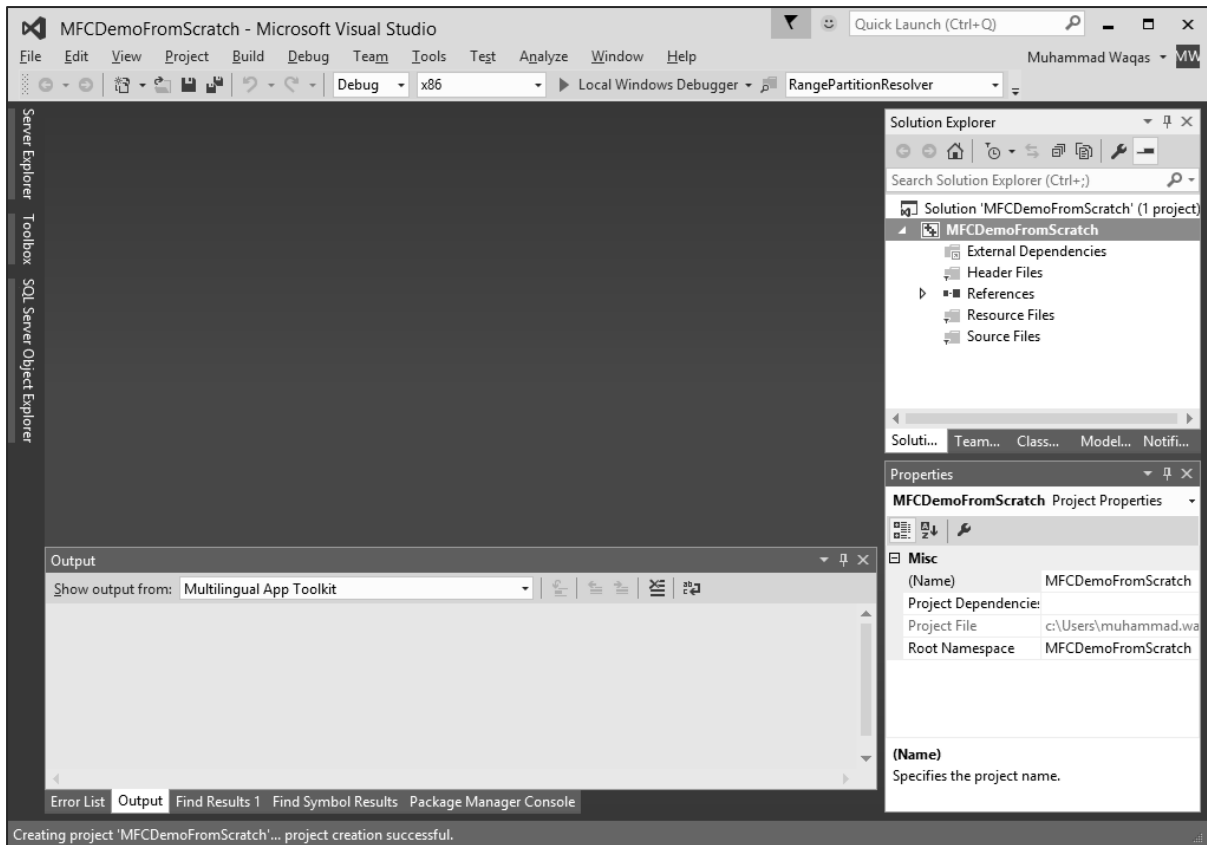 MFCDemoFromScratch - Microsoft Visual Studio
Quick Launch (Ctrl+Q)
File Edit View Project Build Debug Team Tools Test Analyze Window Help
Muhammad Waqas MW
Debug x86 Local Windows Debugger RangePartitionResolver
Server Explorer
Toolbox
SQL Server Object Explorer
Solution Explorer
Search Solution Explorer (Ctrl+;)
Solution 'MFCDemoFromScratch' (1 project)
MFCDemoFromScratch
External Dependencies
Header Files
References
Resource Files
Source Files
Soluti... Team... Class... Model... Notifi...
Properties
MFCDemoFromScratch Project Properties
Misc
(Name) MFCDemoFromScratch
Project Dependencies
Project File c:\Users\muhammad.wa
Root Namespace MFCDemoFromScratch
(Name)
Specifies the project name.
Output
Show output from: Multilingual App Toolkit
Error List Output Find Results 1 Find Symbol Results Package Manager Console
Creating project 'MFCDemoFromScratch'... project creation successful.